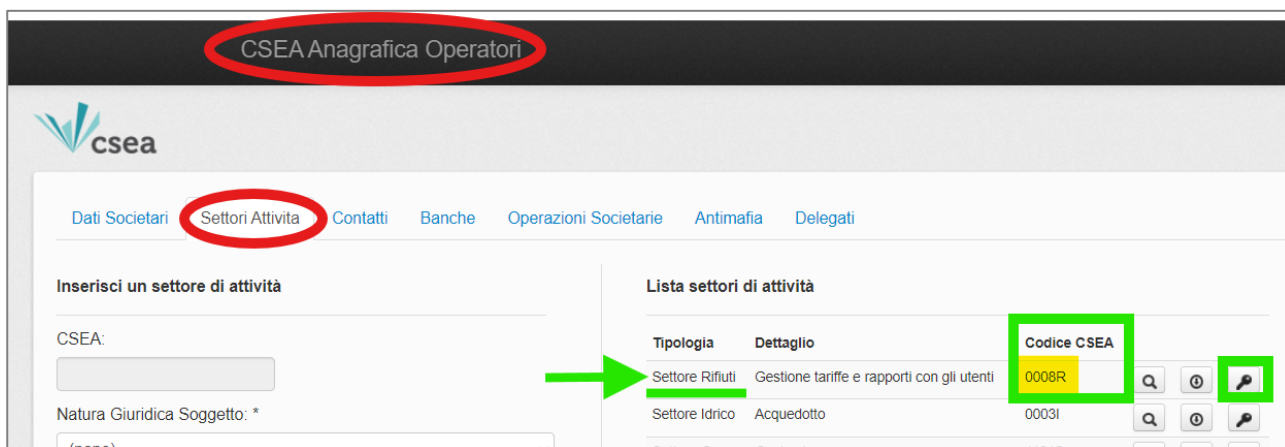 CSEA Anagrafica Operatori
csea
Dati Societari Settori Attivita Contatti Banche Operazioni Societarie Antimafia Delegati
Inserisci un settore di attività
CSEA:
Natura Giuridica Soggetto: *
Lista settori di attività
Tipologia Dettaglio Codice CSEA
Settore Rifiuti Gestione tariffe e rapporti con gli utenti 0008R
Settore Idrico Acquedotto 0003I